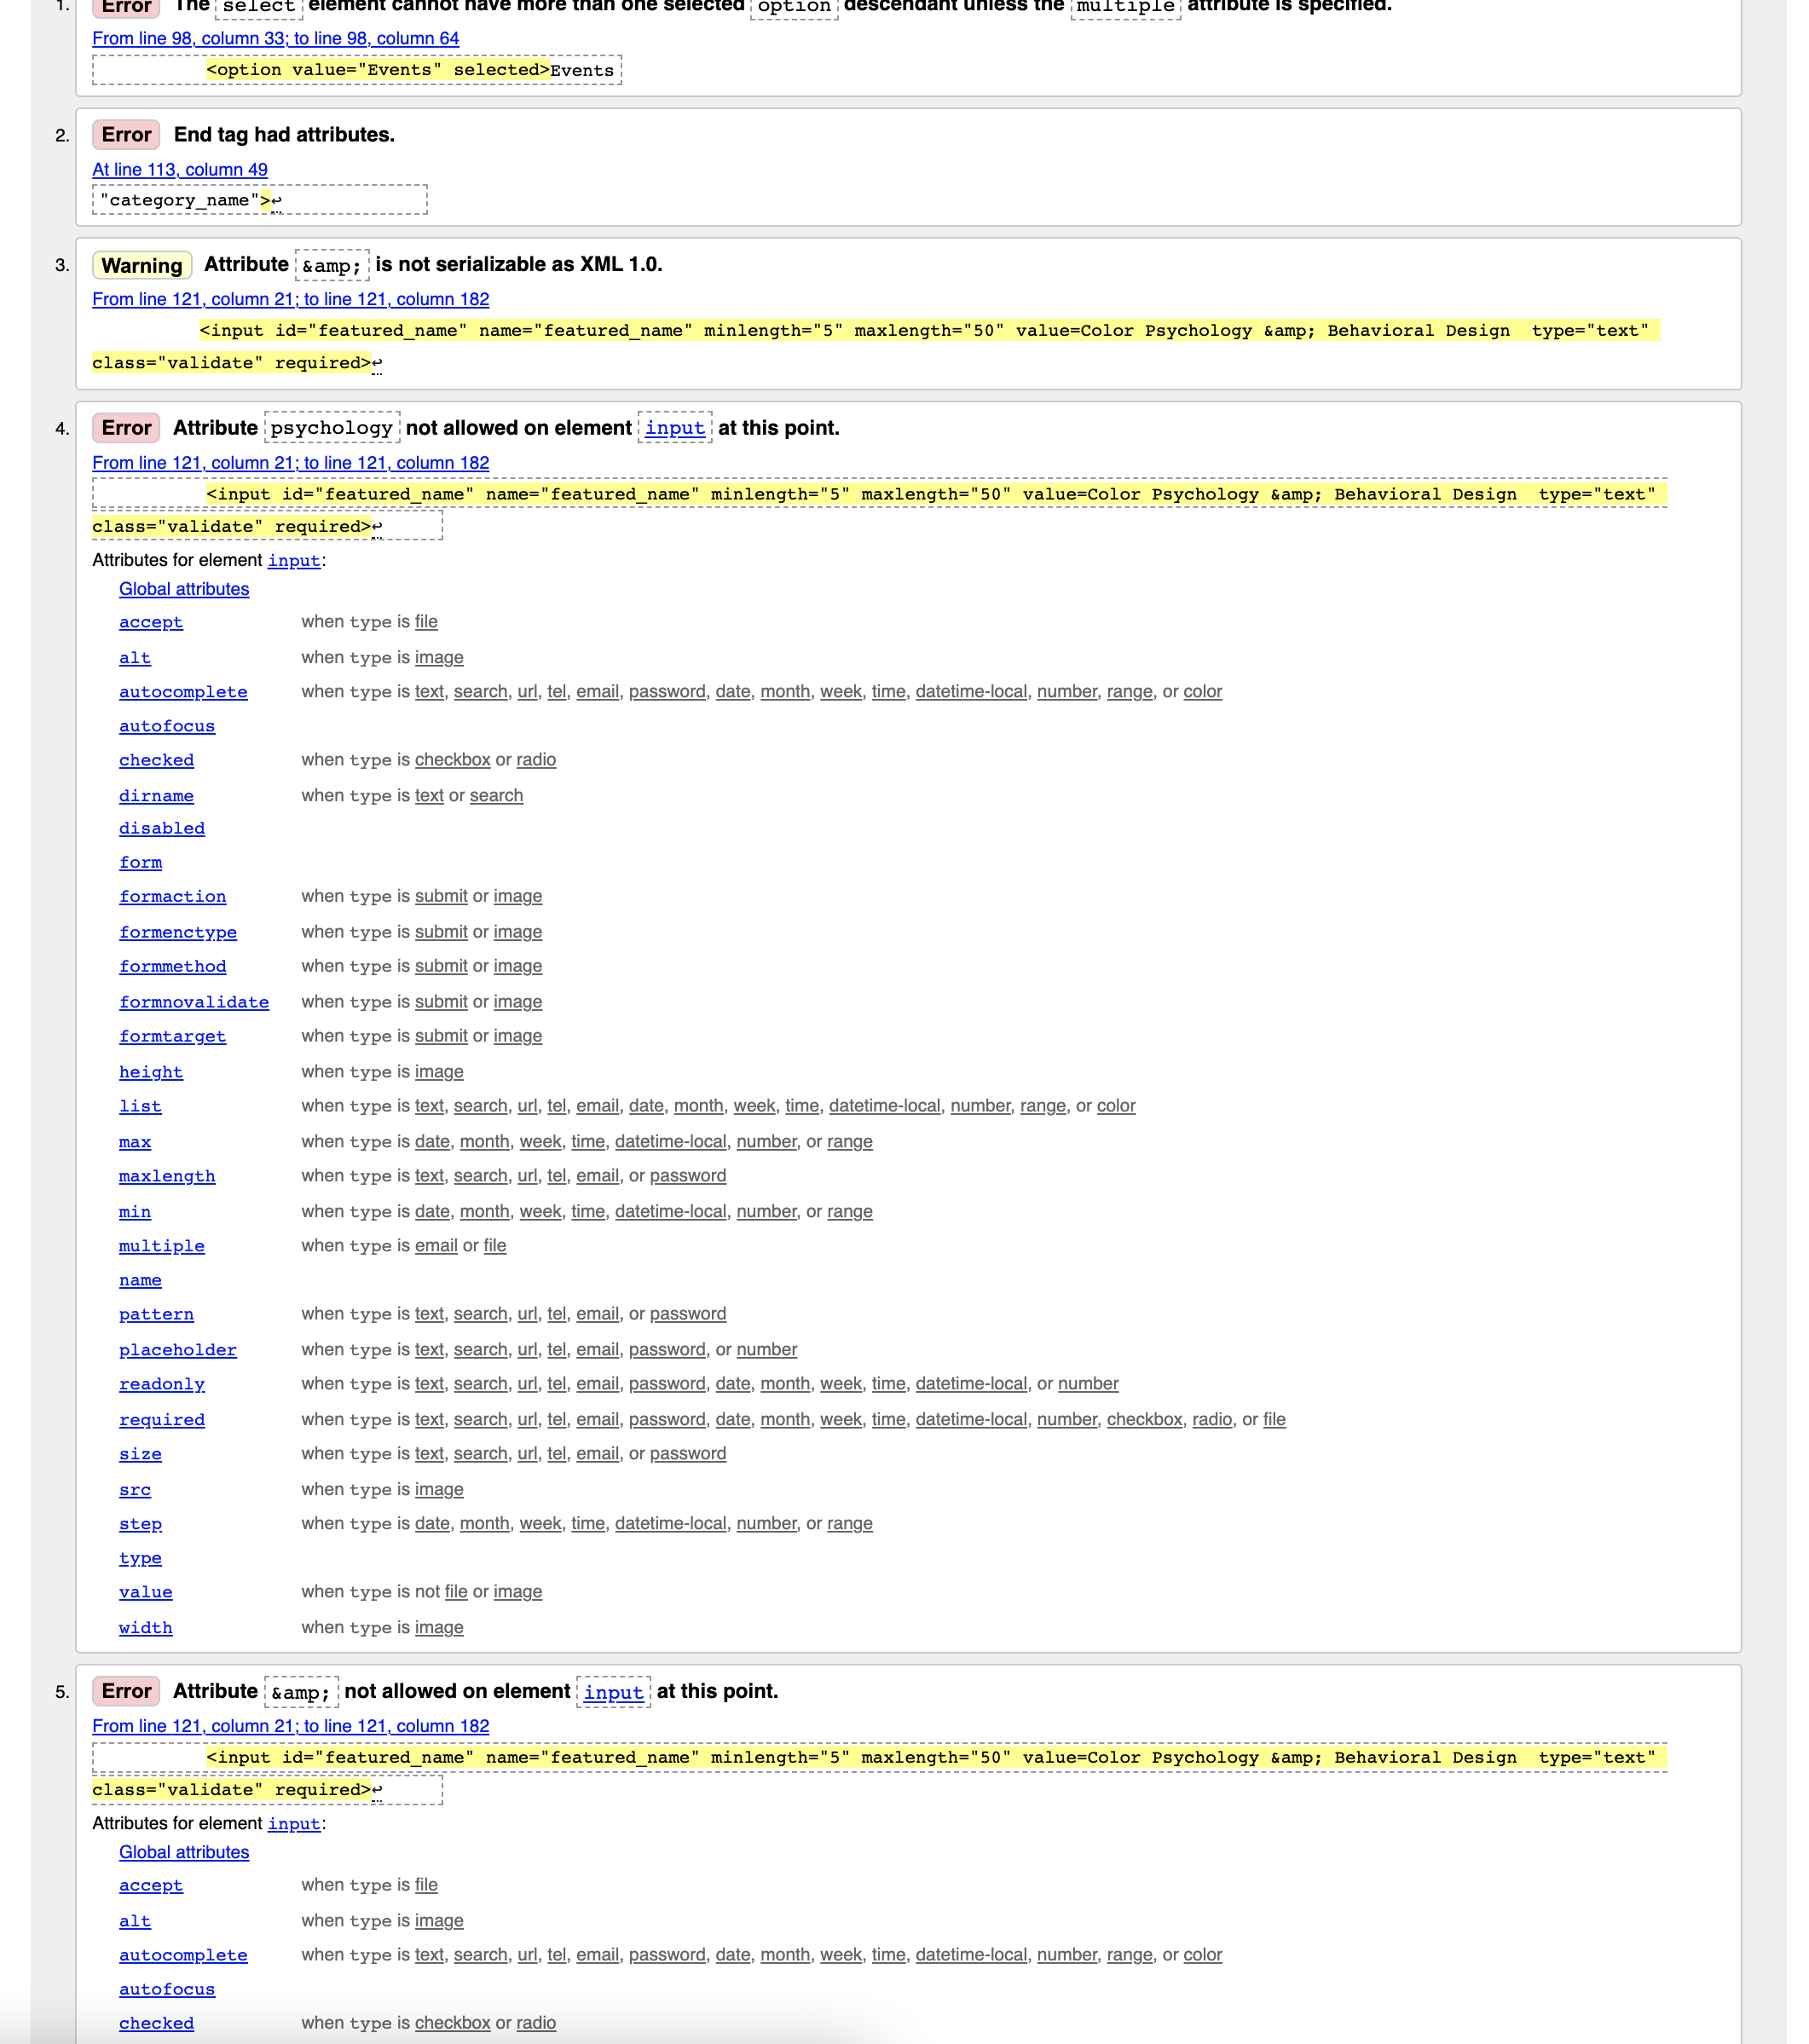 1. Error The select element cannot have more than one selected option descendant unless the multiple attribute is specified.
From line 98, column 33; to line 98, column 64
<option value="Events" selected>Events
2. Error End tag had attributes.
At line 113, column 49
"category_name">↩
3. Warning Attribute &amp; is not serializable as XML 1.0.
From line 121, column 21; to line 121, column 182
<input id="featured_name" name="featured_name" minlength="5" maxlength="50" value=Color Psychology &amp; Behavioral Design  type="text"
class="validate" required>↩
4. Error Attribute psychology not allowed on element input at this point.
From line 121, column 21; to line 121, column 182
<input id="featured_name" name="featured_name" minlength="5" maxlength="50" value=Color Psychology &amp; Behavioral Design  type="text"
class="validate" required>↩
Attributes for element input:
Global attributes
accept when type is file
alt when type is image
autocomplete when type is text, search, url, tel, email, password, date, month, week, time, datetime-local, number, range, or color
autofocus
checked when type is checkbox or radio
dirname when type is text or search
disabled
form
formaction when type is submit or image
formenctype when type is submit or image
formmethod when type is submit or image
formnovalidate when type is submit or image
formtarget when type is submit or image
height when type is image
list when type is text, search, url, tel, email, date, month, week, time, datetime-local, number, range, or color
max when type is date, month, week, time, datetime-local, number, or range
maxlength when type is text, search, url, tel, email, or password
min when type is date, month, week, time, datetime-local, number, or range
multiple when type is email or file
name
pattern when type is text, search, url, tel, email, or password
placeholder when type is text, search, url, tel, email, password, or number
readonly when type is text, search, url, tel, email, password, date, month, week, time, datetime-local, or number
required when type is text, search, url, tel, email, password, date, month, week, time, datetime-local, number, checkbox, radio, or file
size when type is text, search, url, tel, email, or password
src when type is image
step when type is date, month, week, time, datetime-local, number, or range
type
value when type is not file or image
width when type is image
5. Error Attribute &amp; not allowed on element input at this point.
From line 121, column 21; to line 121, column 182
<input id="featured_name" name="featured_name" minlength="5" maxlength="50" value=Color Psychology &amp; Behavioral Design  type="text"
class="validate" required>↩
Attributes for element input:
Global attributes
accept when type is file
alt when type is image
autocomplete when type is text, search, url, tel, email, password, date, month, week, time, datetime-local, number, range, or color
autofocus
checked when type is checkbox or radio